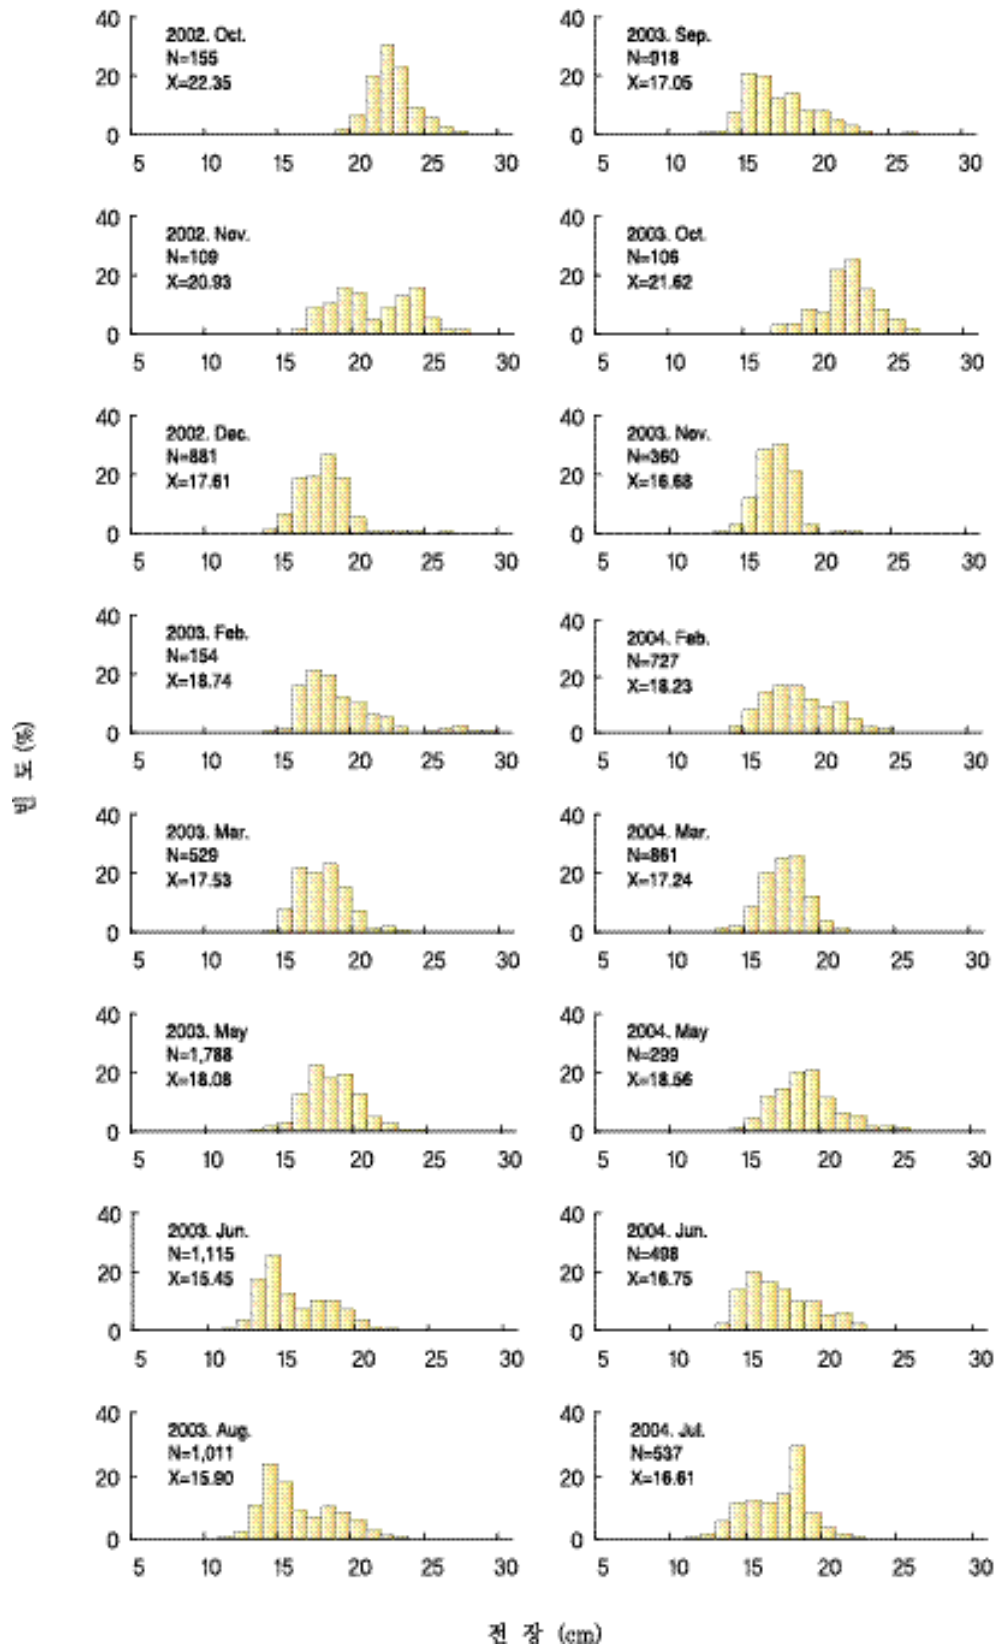 40
20
0
5 10 15 20 25 30
2002. Oct.
N=155
X=22.35
40
20
0
5 10 15 20 25 30
2003. Sep.
N=918
X=17.05
40
20
0
5 10 15 20 25 30
2002. Nov.
N=109
X=20.93
40
20
0
5 10 15 20 25 30
2003. Oct.
N=106
X=21.62
40
20
0
5 10 15 20 25 30
2002. Dec.
N=881
X=17.61
40
20
0
5 10 15 20 25 30
2003. Nov.
N=360
X=16.68
40
20
0
5 10 15 20 25 30
2003. Feb.
N=154
X=18.74
40
20
0
5 10 15 20 25 30
2004. Feb.
N=727
X=18.23
40
20
0
5 10 15 20 25 30
2003. Mar.
N=529
X=17.53
40
20
0
5 10 15 20 25 30
2004. Mar.
N=861
X=17.24
40
20
0
5 10 15 20 25 30
2003. May
N=1,788
X=18.08
40
20
0
5 10 15 20 25 30
2004. May
N=299
X=18.56
40
20
0
5 10 15 20 25 30
2003. Jun.
N=1,115
X=15.45
40
20
0
5 10 15 20 25 30
2004. Jun.
N=498
X=16.75
40
20
0
5 10 15 20 25 30
2003. Aug.
N=1,011
X=15.90
40
20
0
5 10 15 20 25 30
2004. Jul.
N=537
X=16.61
40
20
0
5 10 15 20 25 30
빈 도 (%)
전 장 (cm)